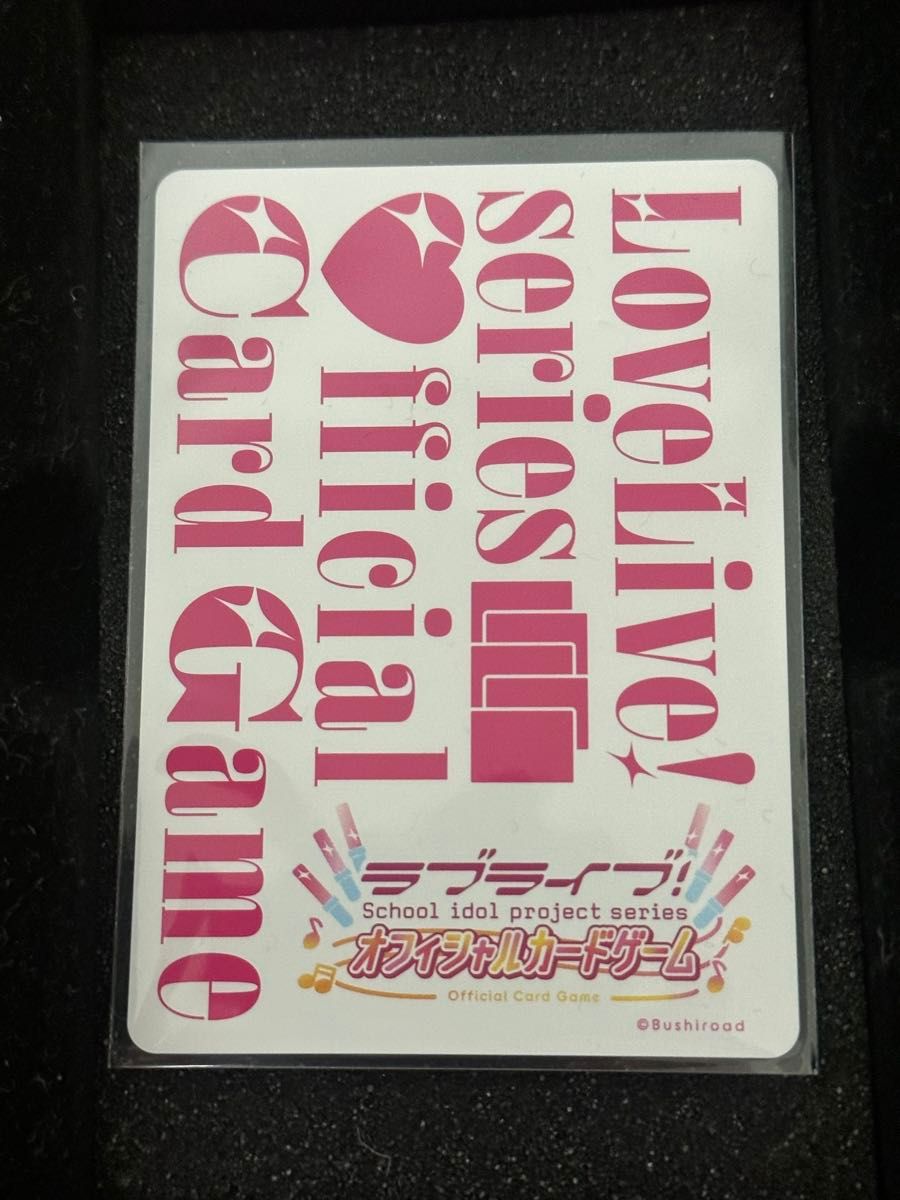 LoveLive!
series
♥fficial
Card Game
ラブライブ!
School idol project series
オフィシャルカードゲーム
Official Card Game
©Bushiroad